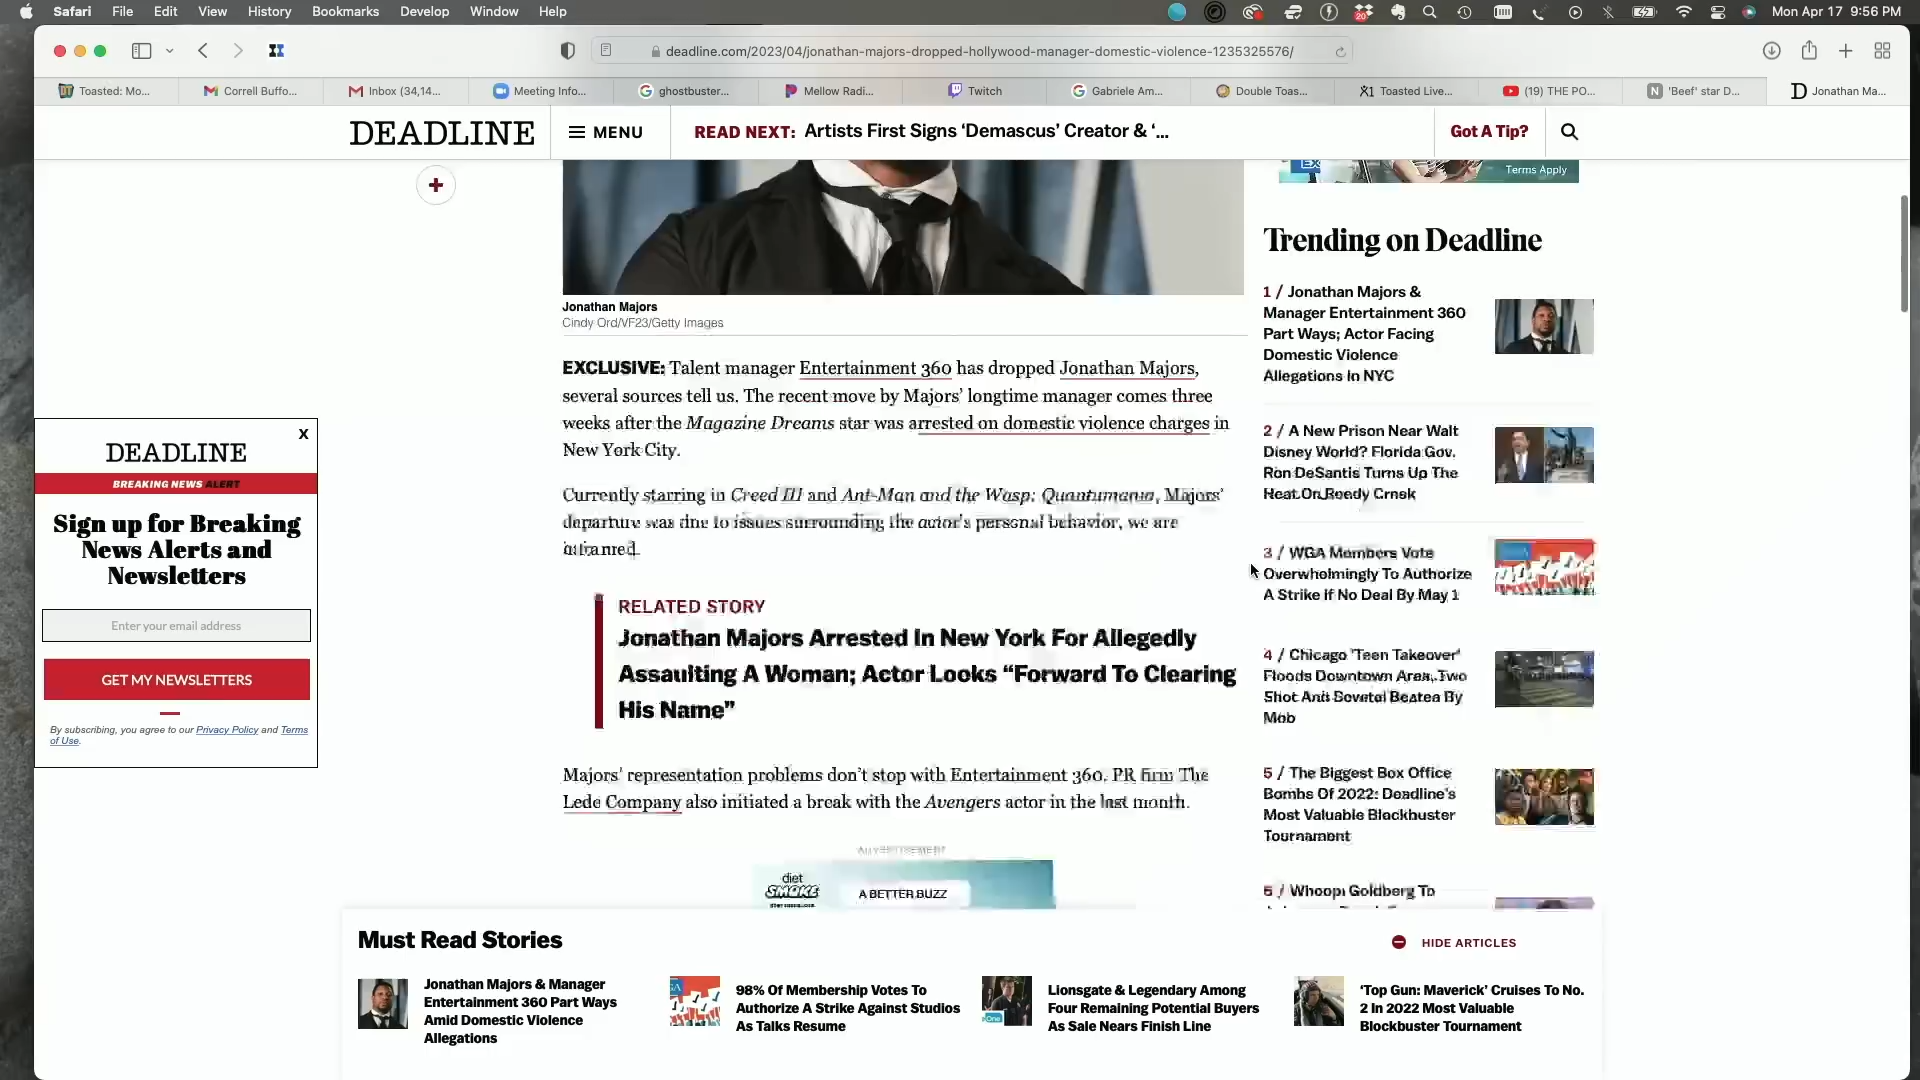 Safari File Edit View History Bookmarks Develop Window Help
20
Mon Apr 17 9:56 PM
deadline.com/2023/04/jonathan-majors-dropped-hollywood-manager-domestic-violence-1235325576/
Toasted: Mo... Correll Buffo... Inbox (34,14... Meeting Info... ghostbuster... Mellow Radi... Twitch Gabriele Am... Double Toas... Toasted Live... (19) THE PO... 'Beef' star D... Jonathan Ma...
DEADLINE
MENU
READ NEXT: Artists First Signs ‘Demascus’ Creator & ‘...
Got A Tip?
Terms Apply
Jonathan Majors
Cindy Ord/VF23/Getty Images
EXCLUSIVE: Talent manager Entertainment 360 has dropped Jonathan Majors,
several sources tell us. The recent move by Majors’ longtime manager comes three
weeks after the Magazine Dreams star was arrested on domestic violence charges in
New York City.
Currently starring in Creed III and Ant-Man and the Wasp: Quantumania, Majors’
departure was due to issues surrounding the actor’s personal behavior, we are
informed.
RELATED STORY
Jonathan Majors Arrested In New York For Allegedly
Assaulting A Woman; Actor Looks “Forward To Clearing
His Name”
Majors’ representation problems don’t stop with Entertainment 360. PR firm The
Lede Company also initiated a break with the Avengers actor in the last month.
ADVERTISEMENT
diet
SMOKE
A BETTER BUZZ
Trending on Deadline
1 / Jonathan Majors &
Manager Entertainment 360
Part Ways; Actor Facing
Domestic Violence
Allegations In NYC
2 / A New Prison Near Walt
Disney World? Florida Gov.
Ron DeSantis Turns Up The
Heat On Reedy Creek
3 / WGA Members Vote
Overwhelmingly To Authorize
A Strike if No Deal By May 1
4 / Chicago ‘Teen Takeover’
Floods Downtown Area, Two
Shot And Several Beaten By
Mob
5 / The Biggest Box Office
Bombs Of 2022: Deadline’s
Most Valuable Blockbuster
Tournament
6 / Whoopi Goldberg To
X
DEADLINE
BREAKING NEWS ALERT
Sign up for Breaking
News Alerts and
Newsletters
Enter your email address
GET MY NEWSLETTERS
By subscribing, you agree to our Privacy Policy and Terms
of Use.
Must Read Stories
HIDE ARTICLES
Jonathan Majors & Manager
Entertainment 360 Part Ways
Amid Domestic Violence
Allegations
98% Of Membership Votes To
Authorize A Strike Against Studios
As Talks Resume
Lionsgate & Legendary Among
Four Remaining Potential Buyers
As Sale Nears Finish Line
‘Top Gun: Maverick’ Cruises To No.
2 In 2022 Most Valuable
Blockbuster Tournament